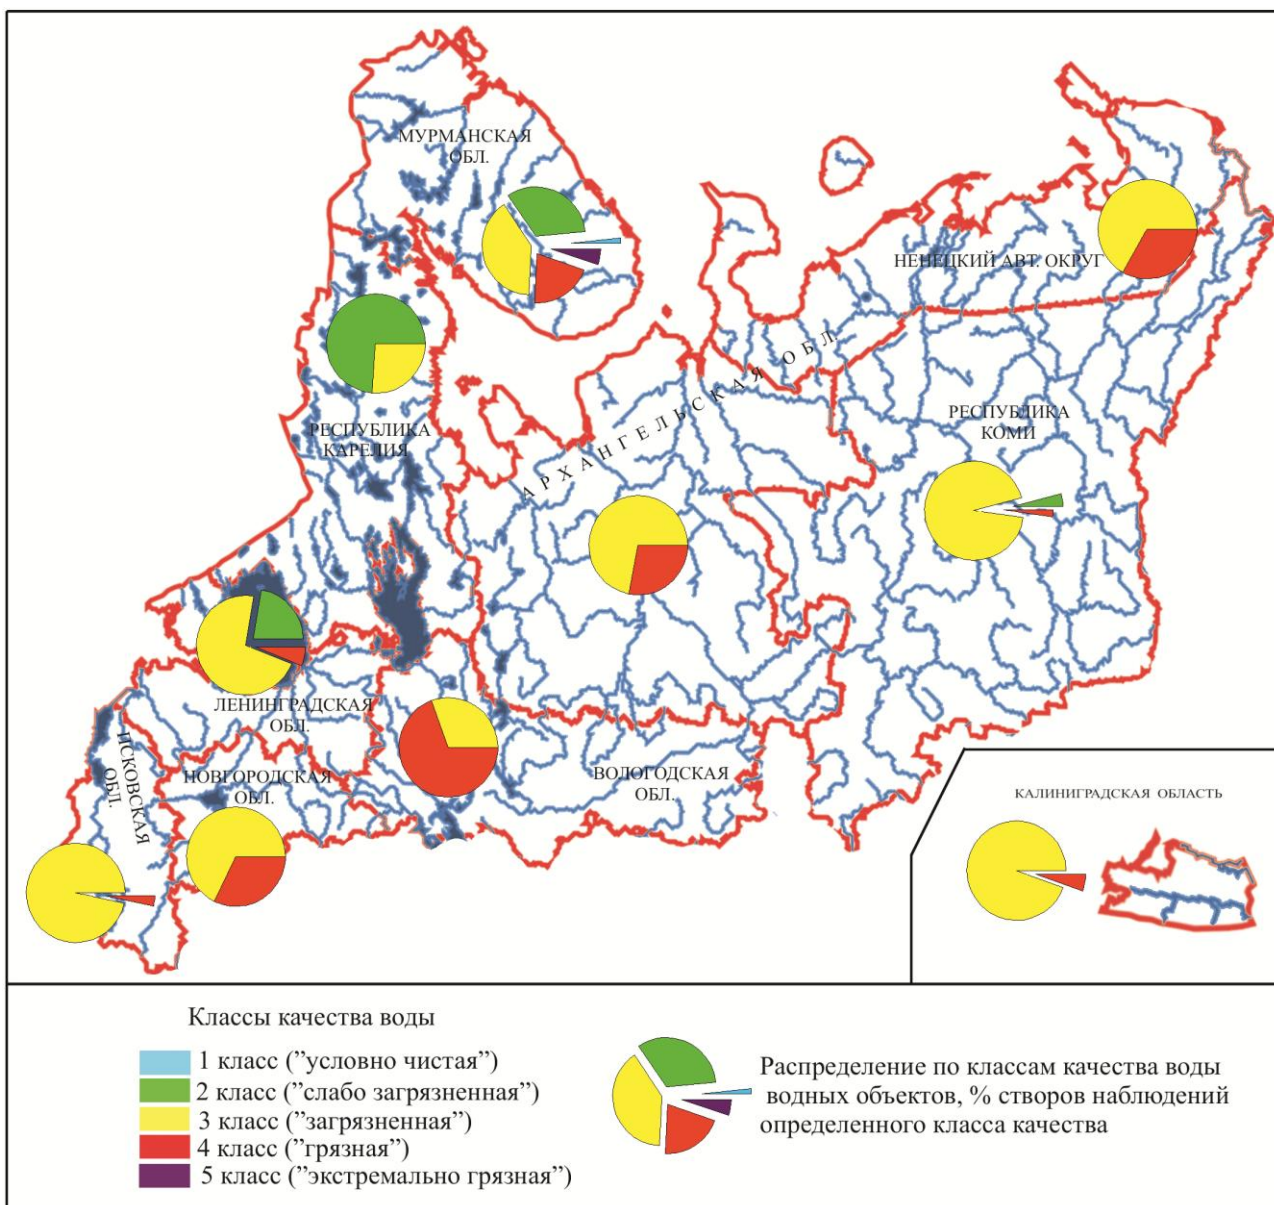 МУРМАНСКАЯ
ОБЛ.
НЕНЕЦКИЙ АВТ. ОКРУГ
АРХАНГЕЛЬСКАЯ ОБЛ.
РЕСПУБЛИКА
КОМИ
РЕСПУБЛИКА
КАРЕЛИЯ
ЛЕНИНГРАДСКАЯ
ОБЛ.
ПСКОВСКАЯ
ОБЛ.
НОВГОРОДСКАЯ
ОБЛ.
ВОЛОГОДСКАЯ
ОБЛ.
КАЛИНИГРАДСКАЯ ОБЛАСТЬ
Классы качества воды
1 класс (”условно чистая”)
2 класс (”слабо загрязненная”)
3 класс (”загрязненная”)
4 класс (”грязная”)
5 класс (”экстремально грязная”)
Распределение по классам качества воды
водных объектов, % створов наблюдений
определенного класса качества